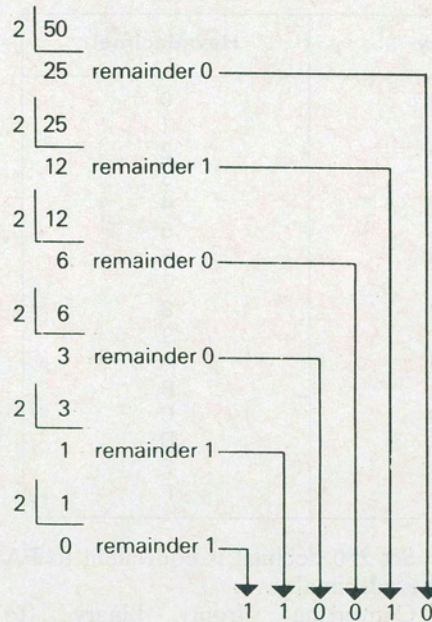 2 50
25 remainder 0
2 25
12 remainder 1
2 12
6 remainder 0
2 6
3 remainder 0
2 3
1 remainder 1
2 1
0 remainder 1
1 1 0 0 1 0